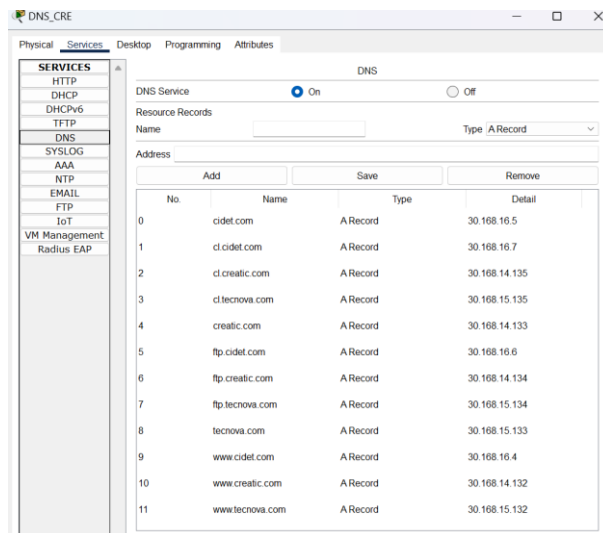 DNS_CRE
Physical Services Desktop Programming Attributes
SERVICES
HTTP
DHCP
DHCPv6
TFTP
DNS
SYSLOG
AAA
NTP
EMAIL
FTP
IoT
VM Management
Radius EAP
DNS
DNS Service On Off
Resource Records
Name Type A Record
Address
Add Save Remove
No. Name Type Detail
0 cidet.com A Record 30.168.16.5
1 cl.cidet.com A Record 30.168.16.7
2 cl.creatic.com A Record 30.168.14.135
3 cl.tecnova.com A Record 30.168.15.135
4 creatic.com A Record 30.168.14.133
5 ftp.cidet.com A Record 30.168.16.6
6 ftp.creatic.com A Record 30.168.14.134
7 ftp.tecnova.com A Record 30.168.15.134
8 tecnova.com A Record 30.168.15.133
9 www.cidet.com A Record 30.168.16.4
10 www.creatic.com A Record 30.168.14.132
11 www.tecnova.com A Record 30.168.15.132